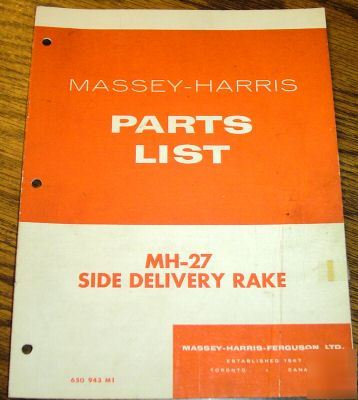 MASSEY-HARRIS
PARTS
LIST
MH-27
SIDE DELIVERY RAKE
MASSEY-HARRIS-FERGUSON LTD.
ESTABLISHED 1847
TORONTO - CANA
650 943 M1